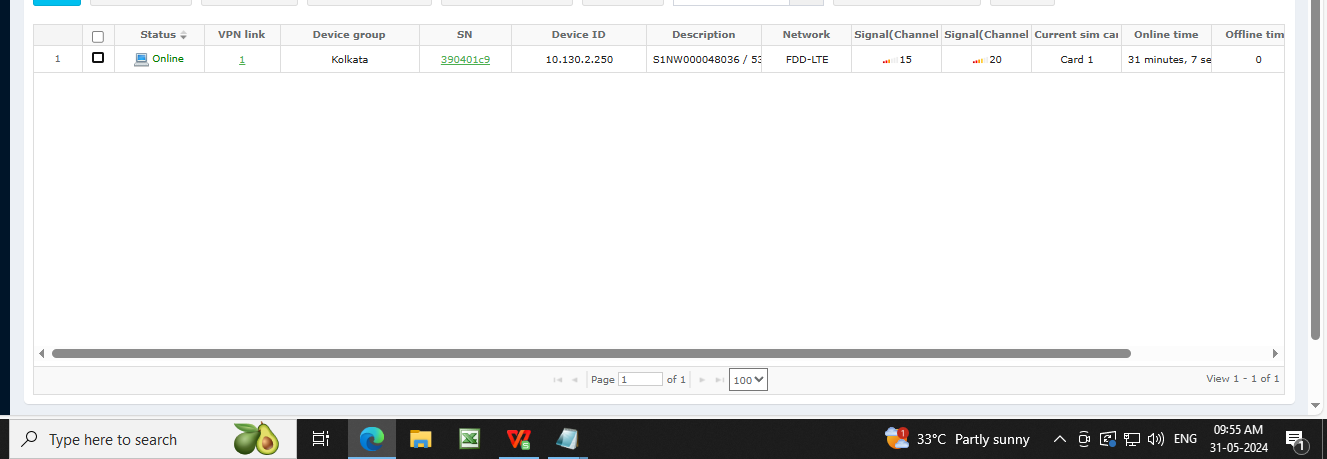 Status VPN link Device group SN Device ID Description Network Signal(Channel Signal(Channel Current sim car Online time Offline tim
1 Online 1 Kolkata 390401c9 10.130.2.250 S1NW000048036 / 53 FDD-LTE 15 20 Card 1 31 minutes, 7 se 0
Page 1 of 1 100 View 1 - 1 of 1
Type here to search 1 33°C Partly sunny ENG 09:55 AM
31-05-2024 1